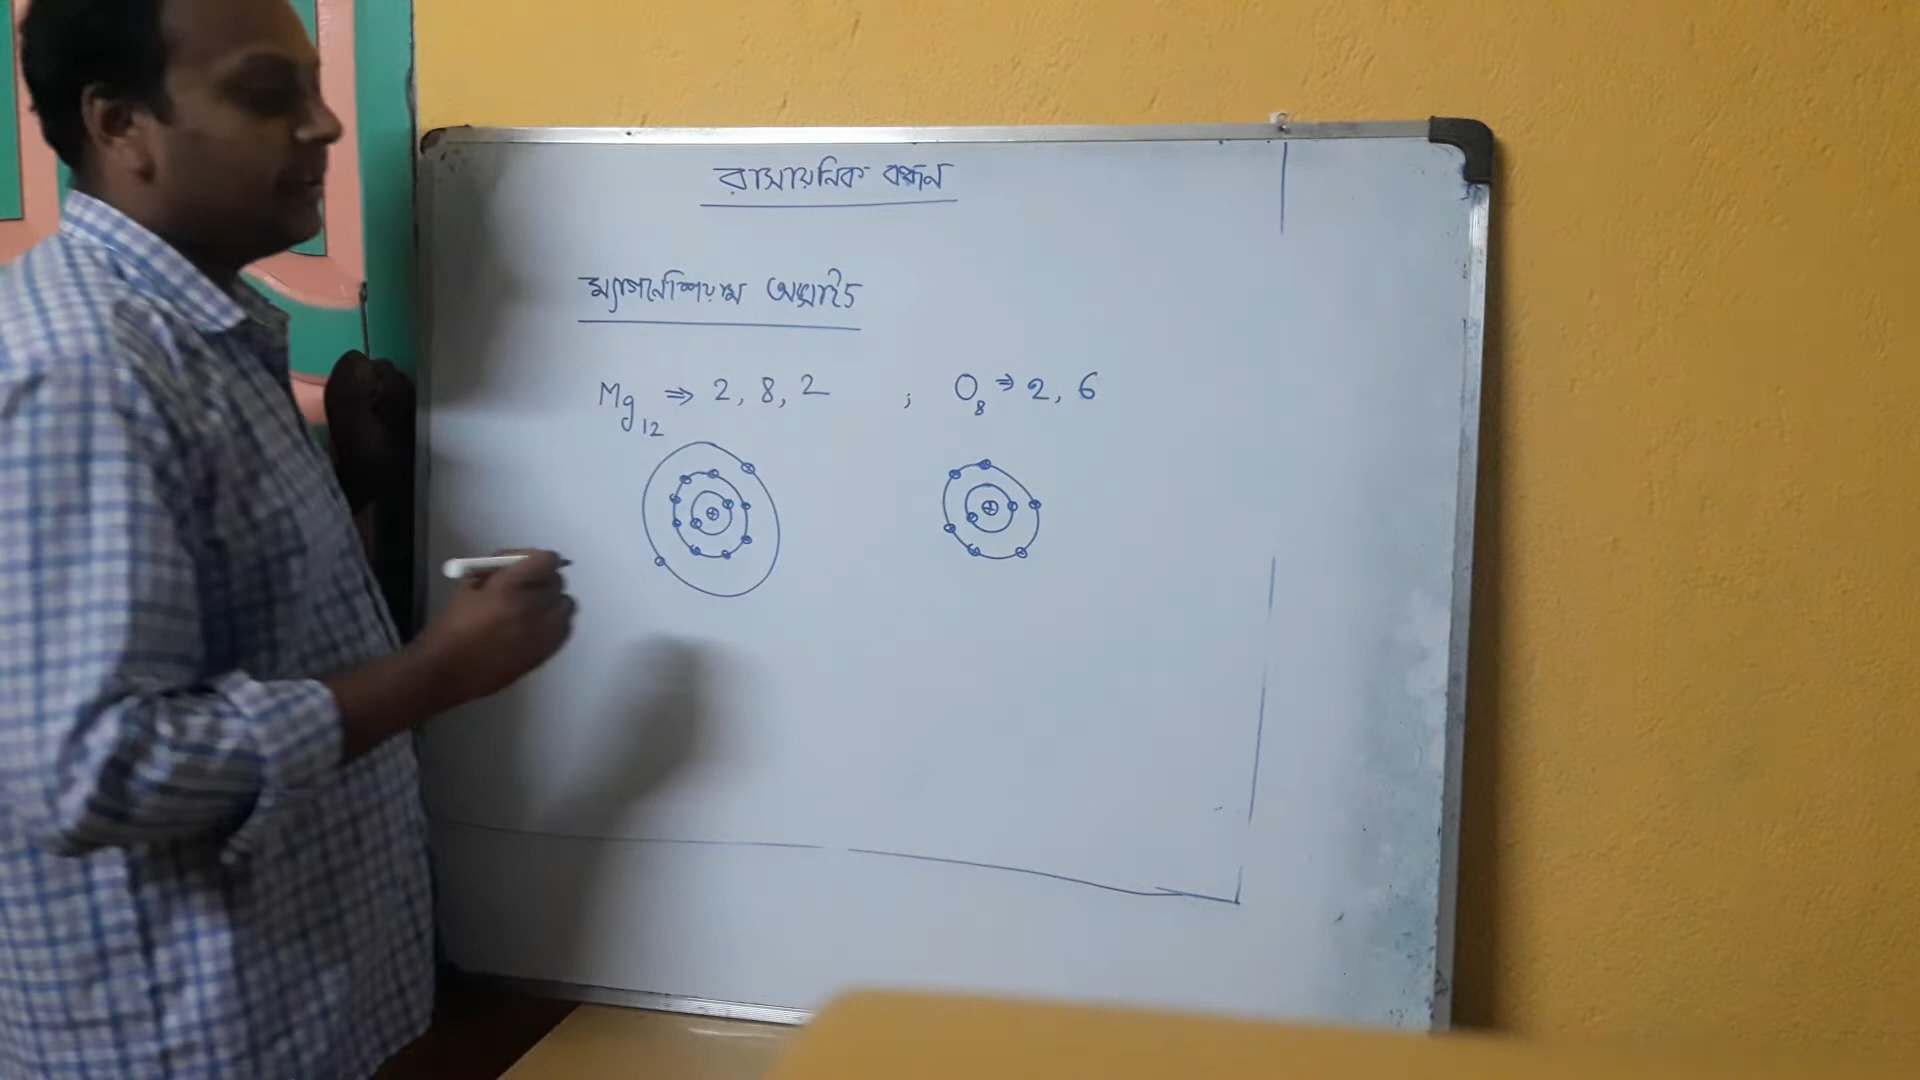 রাসায়নিক বন্ধন
ম্যাগনেশিয়াম অক্সাইড
Mg₁₂ ⇒ 2, 8, 2 ; O₈ ⇒ 2, 6